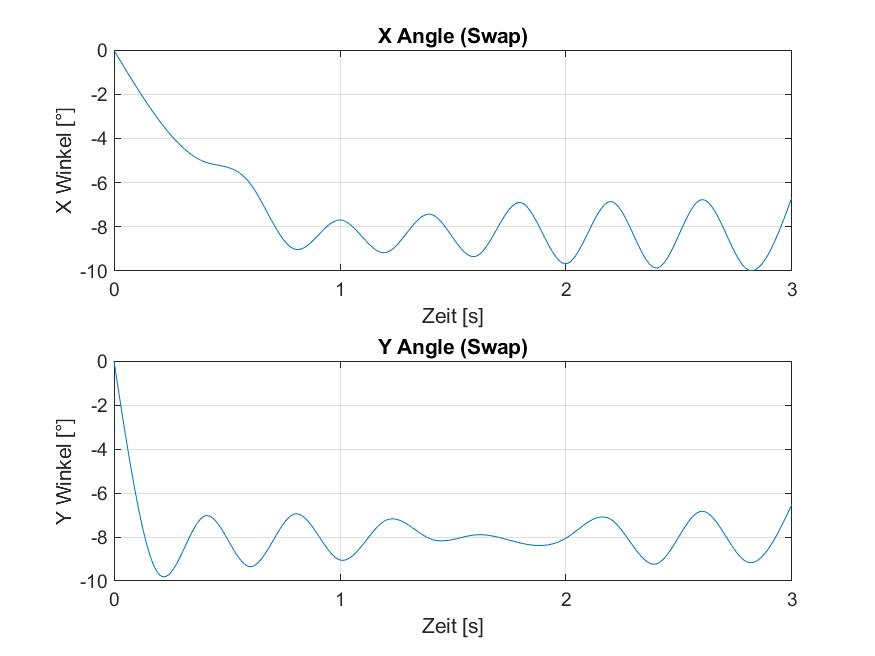 X Angle (Swap)
X Winkel [°]
0
-2
-4
-6
-8
-10
0 1 2 3
Zeit [s]
Y Angle (Swap)
Y Winkel [°]
0
-2
-4
-6
-8
-10
0 1 2 3
Zeit [s]